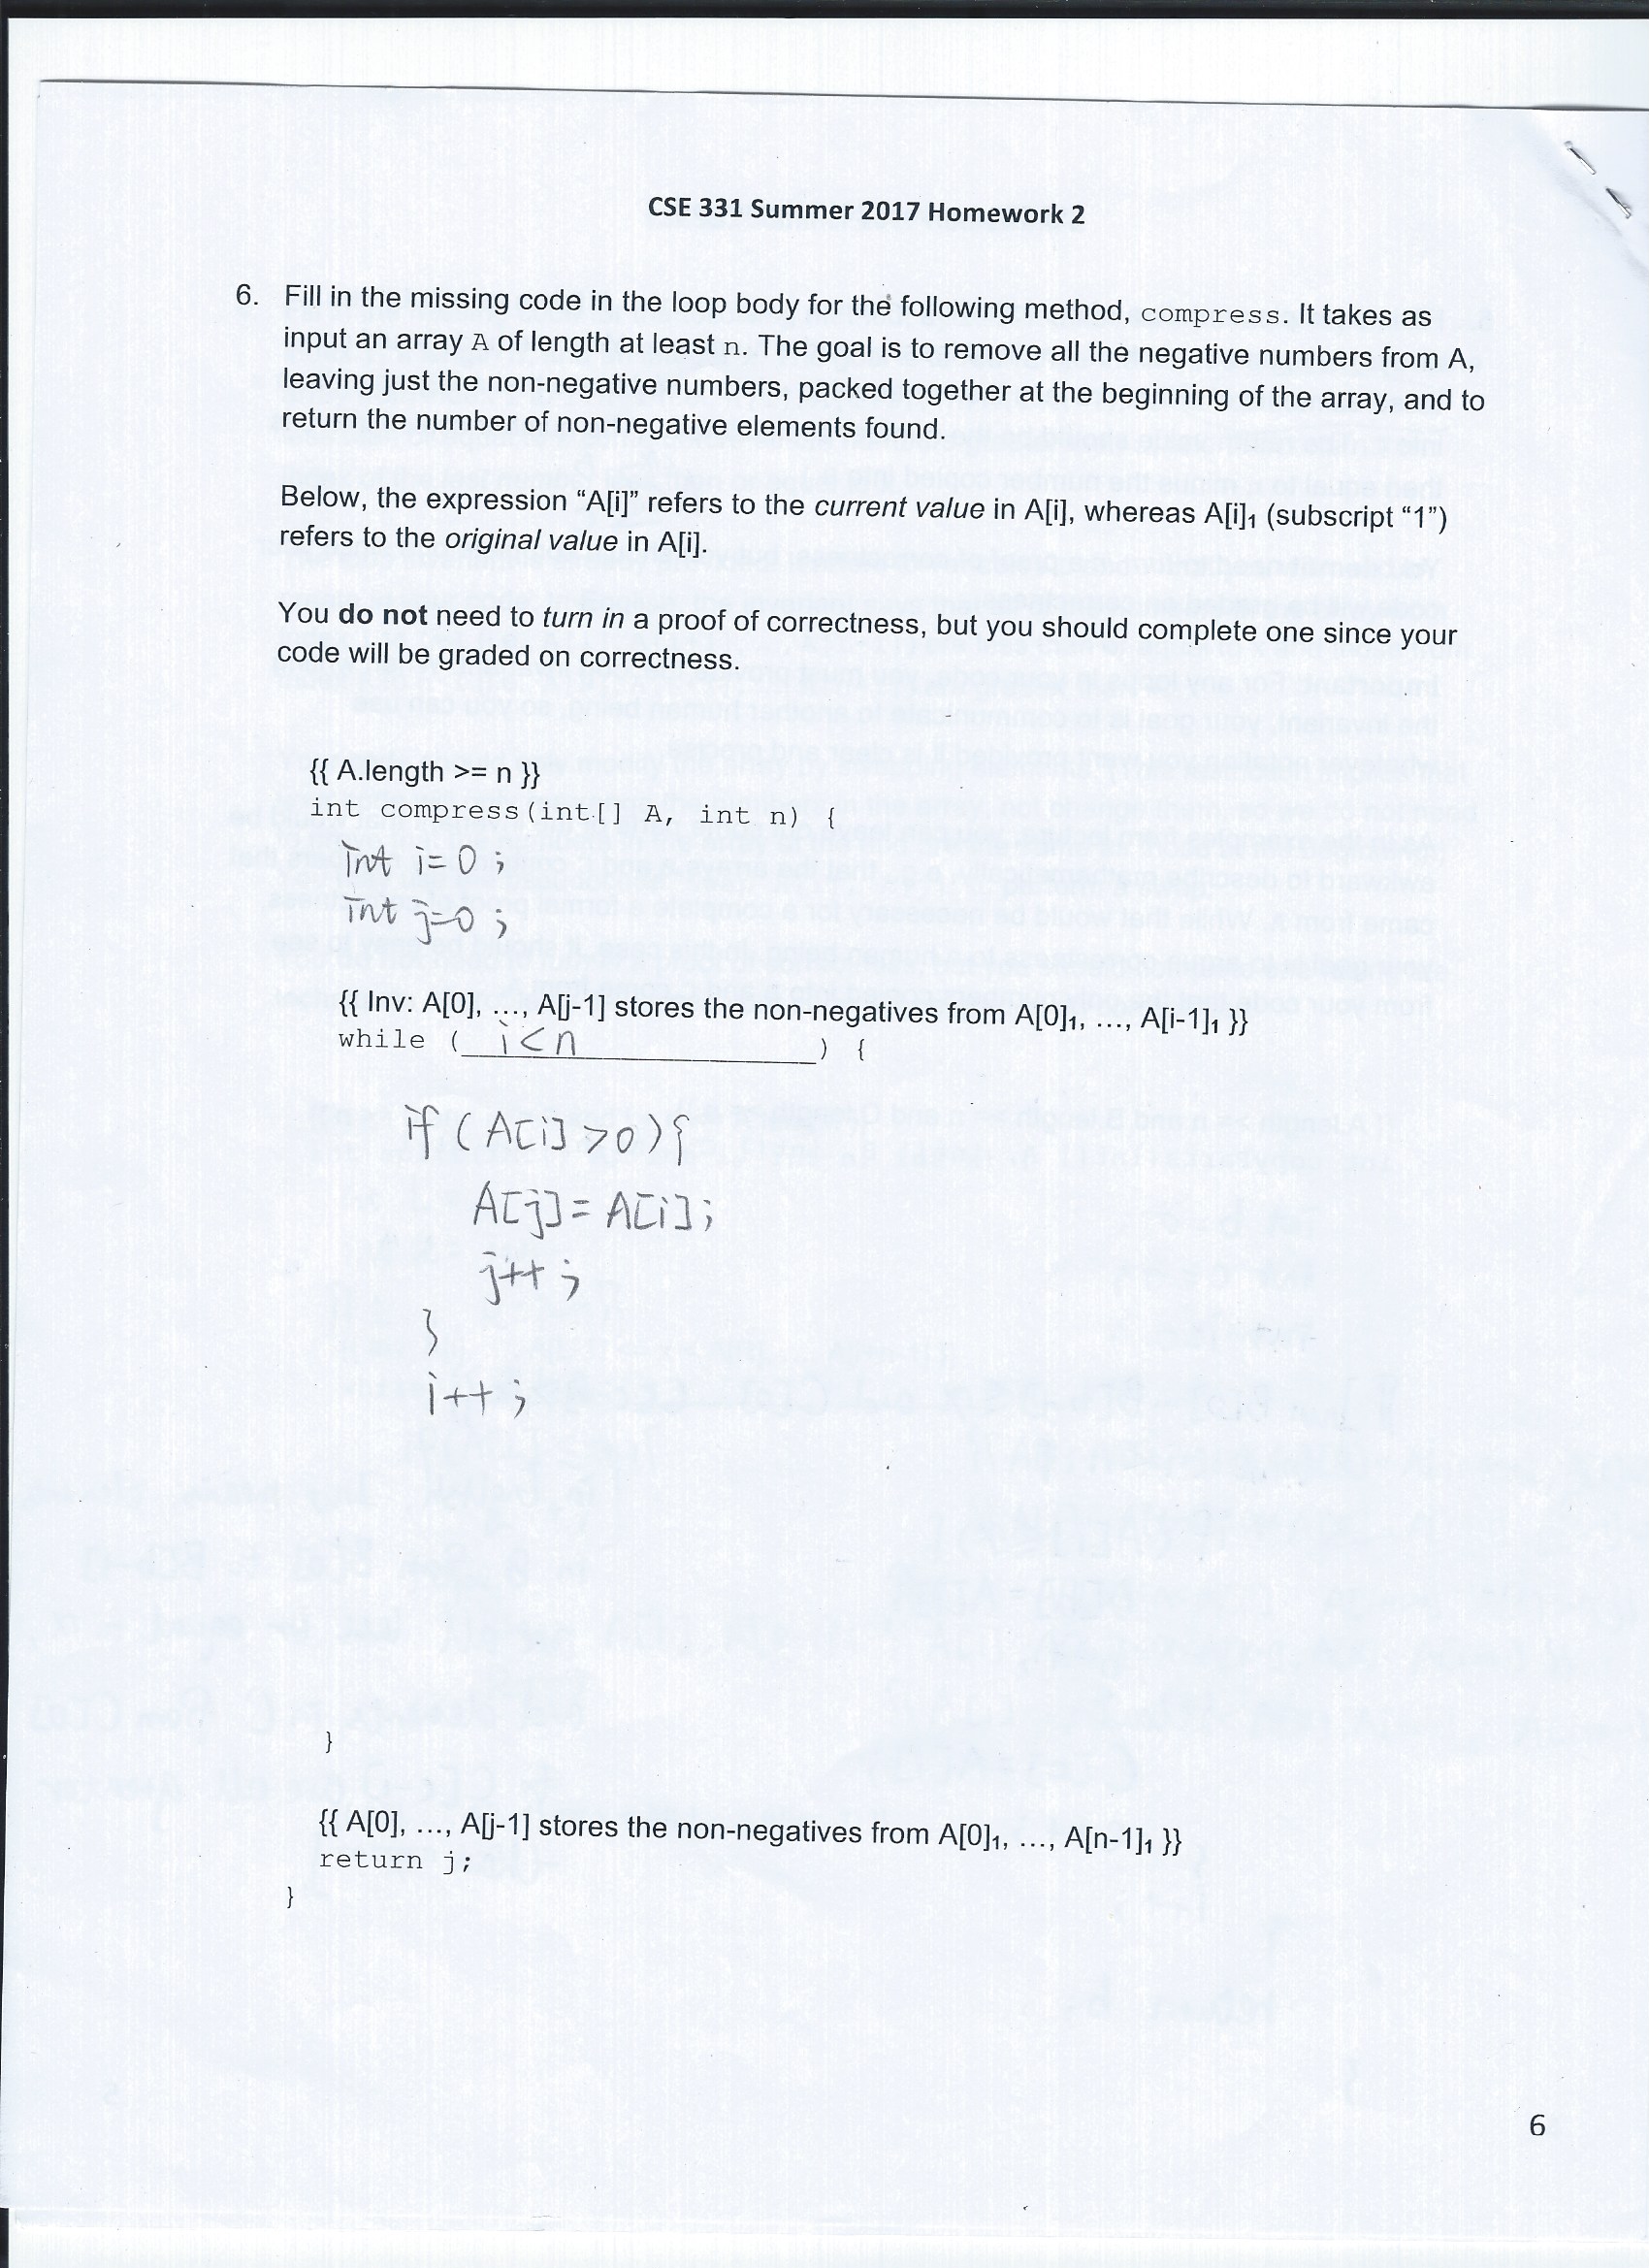 CSE 331 Summer 2017 Homework 2
6. Fill in the missing code in the loop body for the following method, compress. It takes as
input an array A of length at least n. The goal is to remove all the negative numbers from A,
leaving just the non-negative numbers, packed together at the beginning of the array, and to
return the number of non-negative elements found.
Below, the expression “A[i]” refers to the current value in A[i], whereas A[i]₁ (subscript “1”)
refers to the original value in A[i].
You do not need to turn in a proof of correctness, but you should complete one since your
code will be graded on correctness.
{{ A.length >= n }}
int compress(int[] A, int n) {
int i=0 ;
int j=0 ;
{{ Inv: A[0], ..., A[j-1] stores the non-negatives from A[0]₁, ..., A[i-1]₁ }}
while ( i<n ) {
if ( A[i] >0 ) {
A[j] = A[i] ;
j++ ;
}
i++ ;
}
{{ A[0], ..., A[j-1] stores the non-negatives from A[0]₁, ..., A[n-1]₁ }}
return j;
}
6